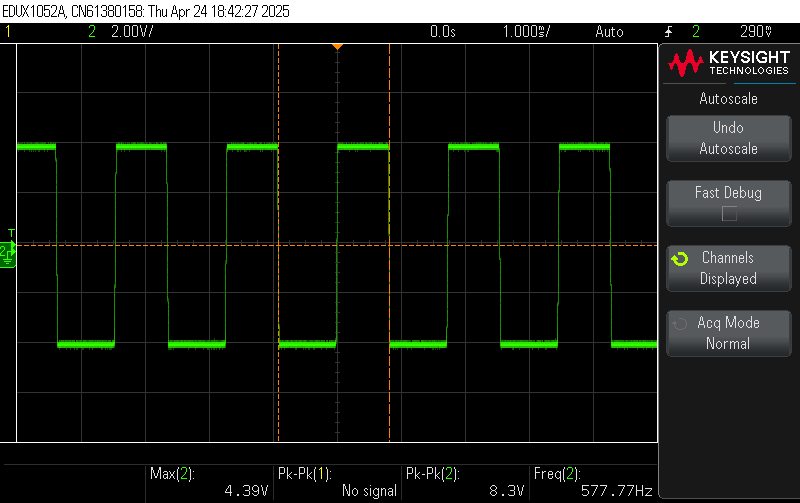 EDUX1052A, CN61380158: Thu Apr 24 18:42:27 2025
1 2 2.00V/ 0.0s 1.000ms/ Auto 2 290mV
KEYSIGHT
TECHNOLOGIES
Autoscale
Undo
Autoscale
Fast Debug
Channels
Displayed
Acq Mode
Normal
T
2
Max(2): Pk-Pk(1): Pk-Pk(2): Freq(2):
4.39V No signal 8.3V 577.77Hz